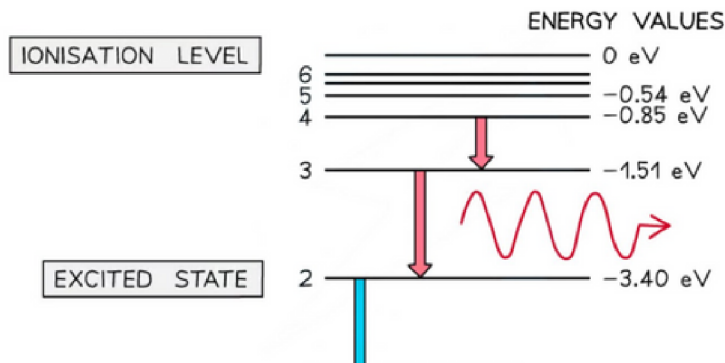 ENERGY VALUES
IONISATION LEVEL
0 eV
6
5
-0.54 eV
4
-0.85 eV
3
-1.51 eV
EXCITED STATE
2
-3.40 eV